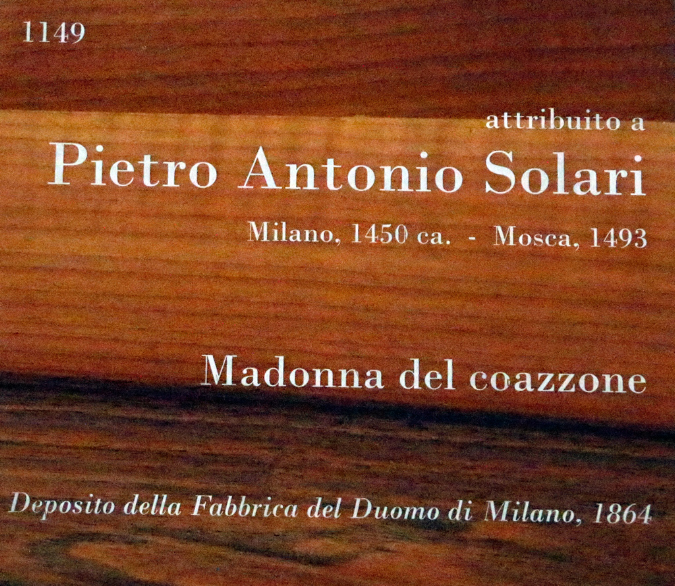 1149
attribuito a
Pietro Antonio Solari
Milano, 1450 ca. - Mosca, 1493
Madonna del coazzone
Deposito della Fabbrica del Duomo di Milano, 1864